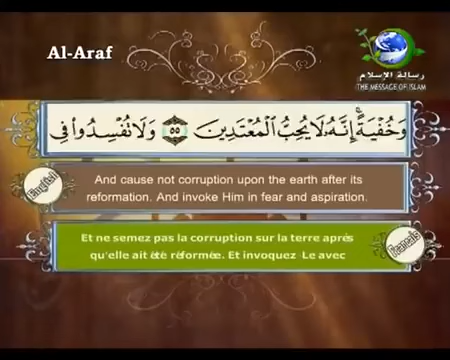 Al-Araf
رسالة الإسلام
THE MESSAGE OF ISLAM
وَخُفْيَةً ۚ إِنَّهُ لَا يُحِبُّ الْمُعْتَدِينَ ٥٥ وَلَا تُفْسِدُوا فِي
English
And cause not corruption upon the earth after its
reformation. And invoke Him in fear and aspiration.
Et ne semez pas la corruption sur la terre après
qu'elle ait été réformée. Et invoquez -Le avec
Francais